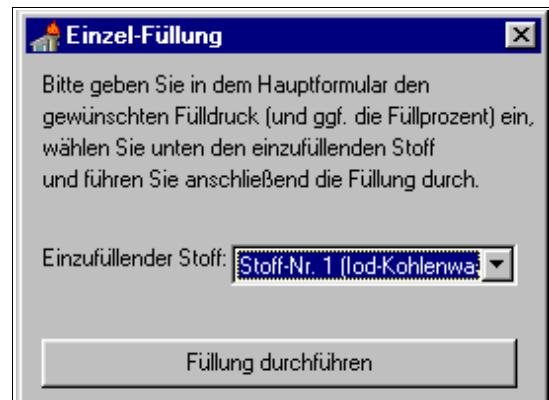 Einzel-Füllung
Bitte geben Sie in dem Hauptformular den
gewünschten Fülldruck (und ggf. die Füllprozent) ein,
wählen Sie unten den einzufüllenden Stoff
und führen Sie anschließend die Füllung durch.
Einzufüllender Stoff: Stoff-Nr. 1 (Iod-Kohlenwa
Füllung durchführen